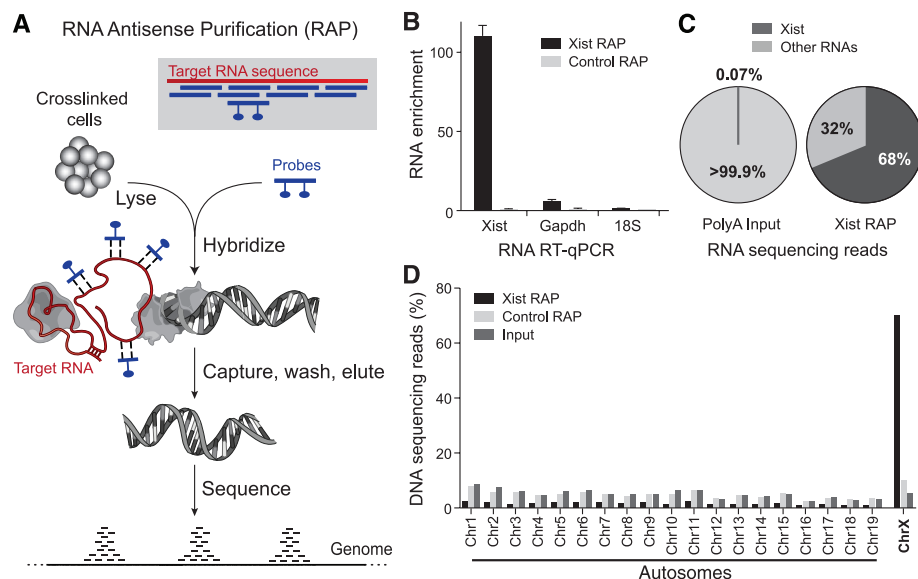 A
RNA Antisense Purification (RAP)
Target RNA sequence
Crosslinked
cells
Probes
Lyse
Hybridize
Target RNA
Capture, wash, elute
Sequence
Genome
B
RNA enrichment
100
50
0
Xist RAP
Control RAP
Xist
Gapdh
18S
RNA RT-qPCR
C
Xist
Other RNAs
0.07%
>99.9%
32%
68%
PolyA Input
Xist RAP
RNA sequencing reads
D
DNA sequencing reads (%)
80
60
40
20
0
Xist RAP
Control RAP
Input
Chr1
Chr2
Chr3
Chr4
Chr5
Chr6
Chr7
Chr8
Chr9
Chr10
Chr11
Chr12
Chr13
Chr14
Chr15
Chr16
Chr17
Chr18
Chr19
ChrX
Autosomes